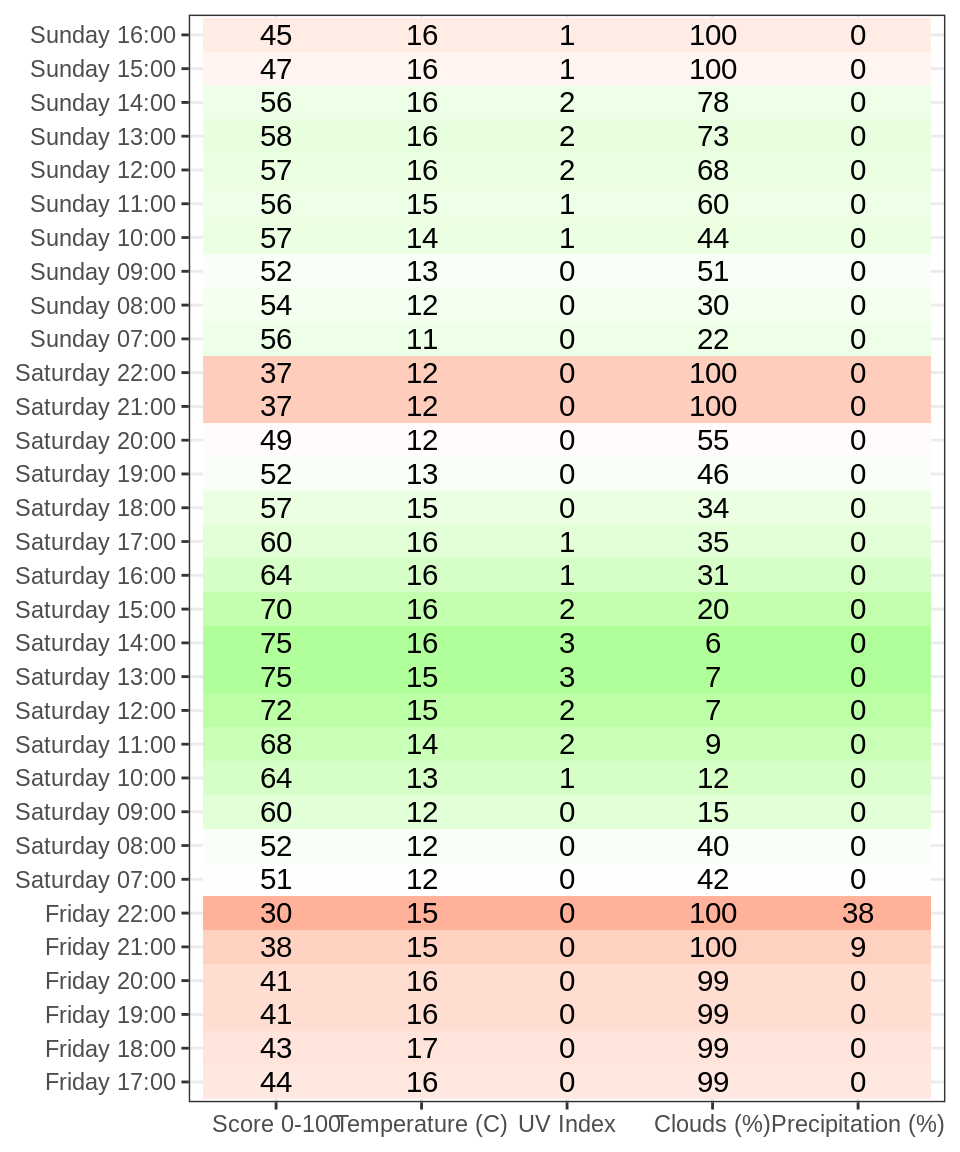 Sunday 16:00 45 16 1 100 0
Sunday 15:00 47 16 1 100 0
Sunday 14:00 56 16 2 78 0
Sunday 13:00 58 16 2 73 0
Sunday 12:00 57 16 2 68 0
Sunday 11:00 56 15 1 60 0
Sunday 10:00 57 14 1 44 0
Sunday 09:00 52 13 0 51 0
Sunday 08:00 54 12 0 30 0
Sunday 07:00 56 11 0 22 0
Saturday 22:00 37 12 0 100 0
Saturday 21:00 37 12 0 100 0
Saturday 20:00 49 12 0 55 0
Saturday 19:00 52 13 0 46 0
Saturday 18:00 57 15 0 34 0
Saturday 17:00 60 16 1 35 0
Saturday 16:00 64 16 1 31 0
Saturday 15:00 70 16 2 20 0
Saturday 14:00 75 16 3 6 0
Saturday 13:00 75 15 3 7 0
Saturday 12:00 72 15 2 7 0
Saturday 11:00 68 14 2 9 0
Saturday 10:00 64 13 1 12 0
Saturday 09:00 60 12 0 15 0
Saturday 08:00 52 12 0 40 0
Saturday 07:00 51 12 0 42 0
Friday 22:00 30 15 0 100 38
Friday 21:00 38 15 0 100 9
Friday 20:00 41 16 0 99 0
Friday 19:00 41 16 0 99 0
Friday 18:00 43 17 0 99 0
Friday 17:00 44 16 0 99 0
Score 0-100 Temperature (C) UV Index Clouds (%) Precipitation (%)